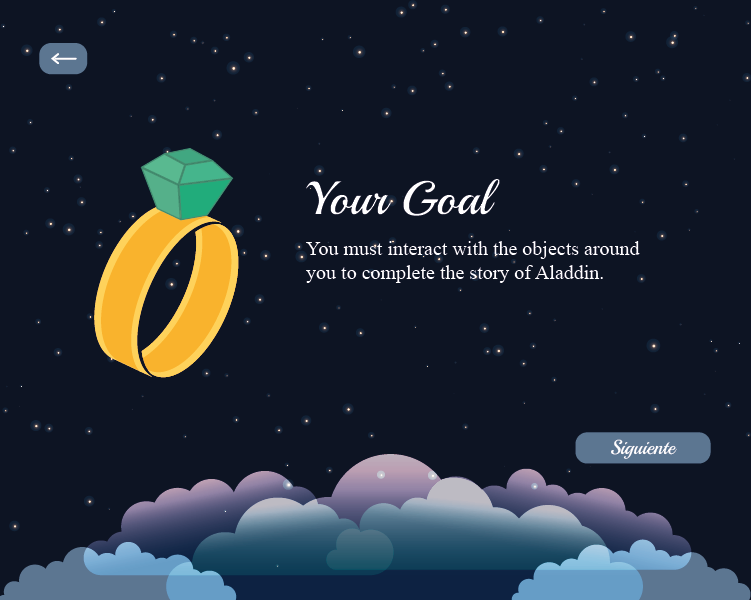 Your Goal
You must interact with the objects around
you to complete the story of Aladdin.
Siguiente